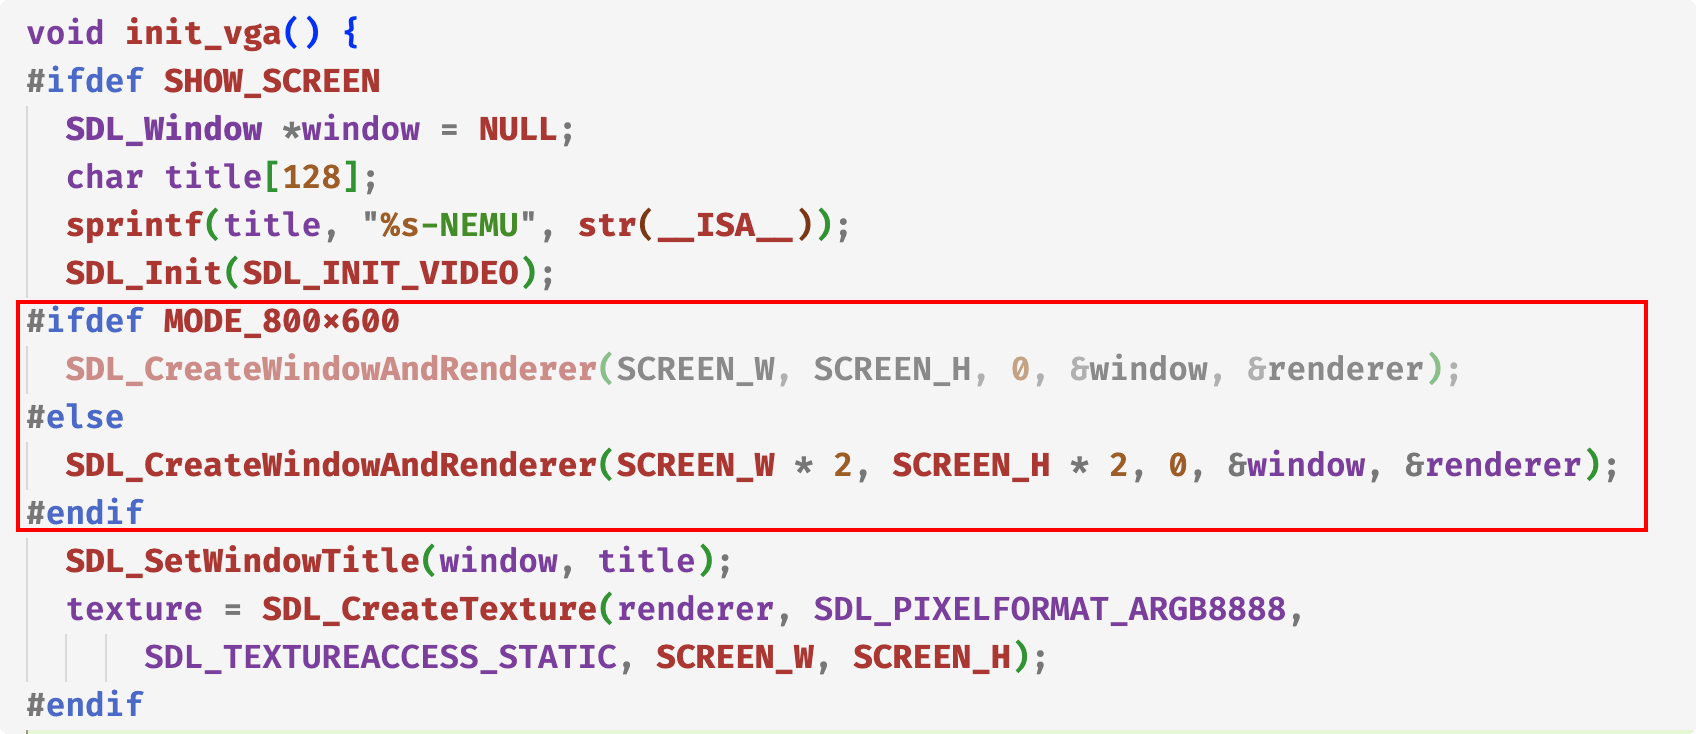 void init_vga() {
#ifdef SHOW_SCREEN
SDL_Window *window = NULL;
char title[128];
sprintf(title, "%s-NEMU", str(__ISA__));
SDL_Init(SDL_INIT_VIDEO);
#ifdef MODE_800×600
SDL_CreateWindowAndRenderer(SCREEN_W, SCREEN_H, 0, &window, &renderer);
#else
SDL_CreateWindowAndRenderer(SCREEN_W * 2, SCREEN_H * 2, 0, &window, &renderer);
#endif
SDL_SetWindowTitle(window, title);
texture = SDL_CreateTexture(renderer, SDL_PIXELFORMAT_ARGB8888,
SDL_TEXTUREACCESS_STATIC, SCREEN_W, SCREEN_H);
#endif